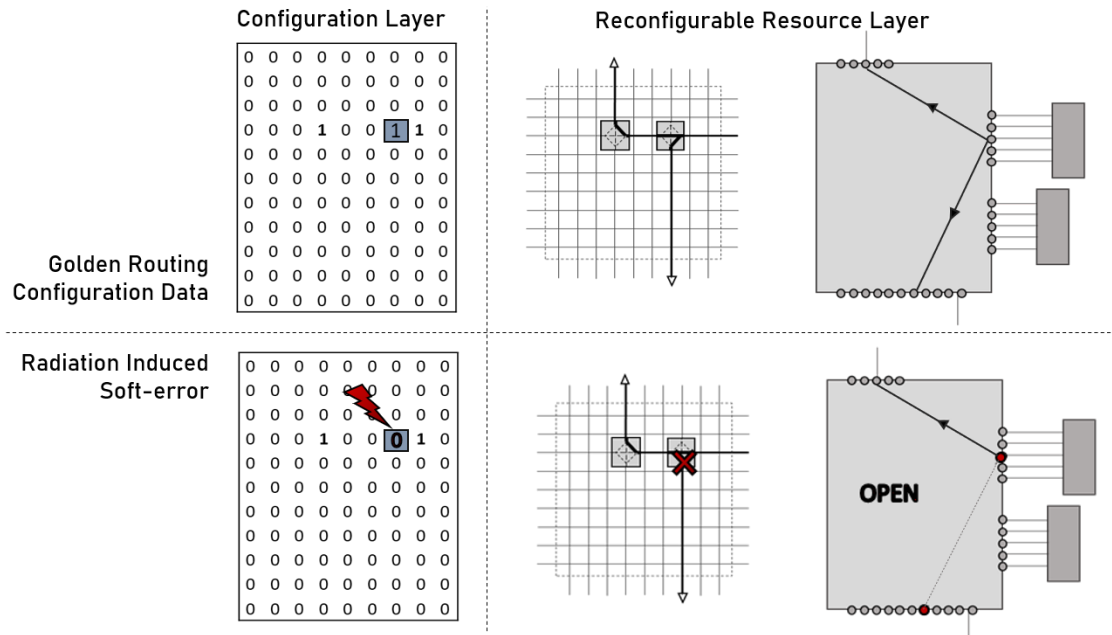 Configuration Layer
Reconfigurable Resource Layer
0 0 0 0 0 0 0 0 0
0 0 0 0 0 0 0 0 0
0 0 0 0 0 0 0 0 0
0 0 0 1 0 0 1 1 0
0 0 0 0 0 0 0 0 0
0 0 0 0 0 0 0 0 0
0 0 0 0 0 0 0 0 0
0 0 0 0 0 0 0 0 0
0 0 0 0 0 0 0 0 0
0 0 0 0 0 0 0 0 0
0 0 0 0 0 0 0 0 0
Golden Routing
Configuration Data
Radiation Induced
Soft-error
0 0 0 0 0 0 0 0 0
0 0 0 0 0 0 0 0 0
0 0 0 0 0 0 0 0 0
0 0 0 1 0 0 0 1 0
0 0 0 0 0 0 0 0 0
0 0 0 0 0 0 0 0 0
0 0 0 0 0 0 0 0 0
0 0 0 0 0 0 0 0 0
0 0 0 0 0 0 0 0 0
0 0 0 0 0 0 0 0 0
0 0 0 0 0 0 0 0 0
OPEN